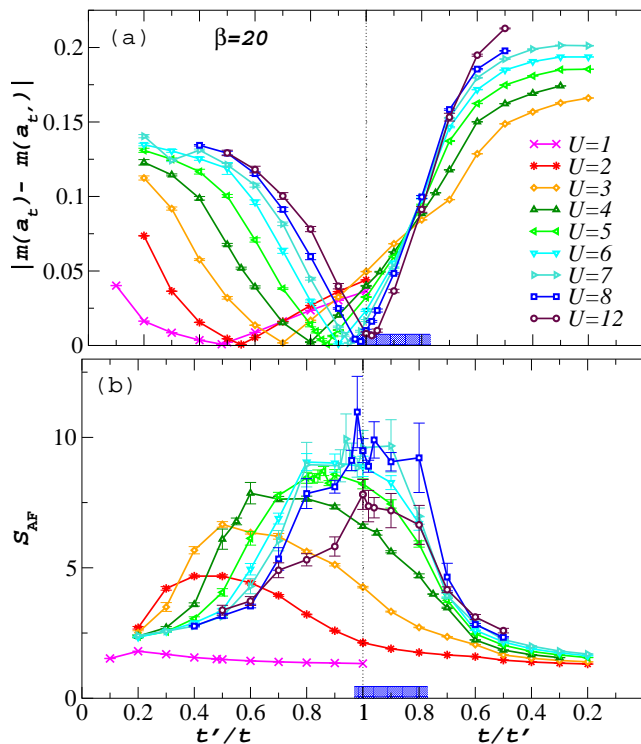 (a)
β=20
0.2
0.15
0.1
0.05
0
|m(a_t)- m(a_t')|
U=1
U=2
U=3
U=4
U=5
U=6
U=7
U=8
U=12
(b)
10
5
0
S_AF
0 0.2 0.4 0.6 0.8 1 0.8 0.6 0.4 0.2
t'/t t/t'